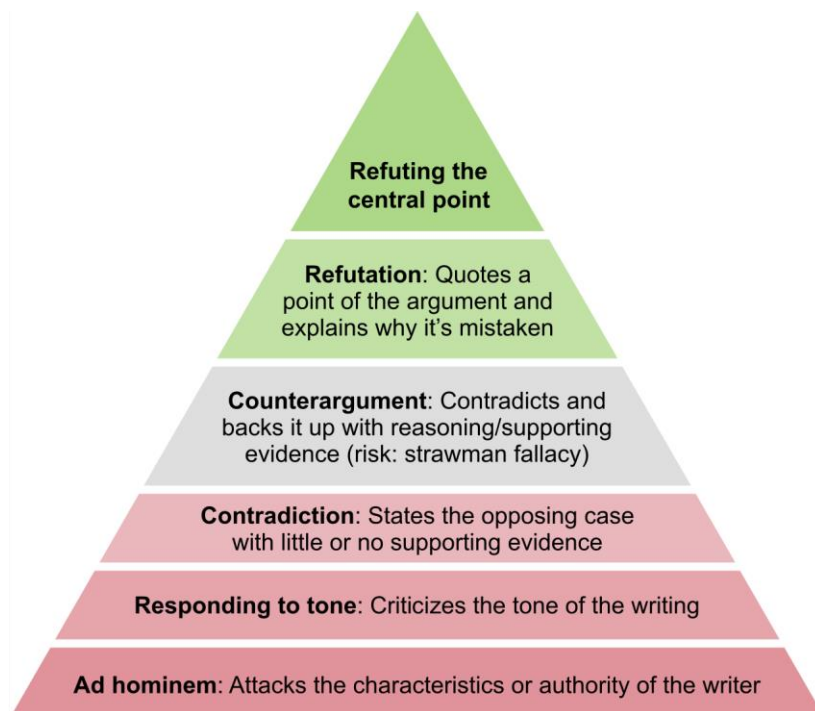 Refuting the
central point
Refutation: Quotes a
point of the argument and
explains why it's mistaken
Counterargument: Contradicts and
backs it up with reasoning/supporting
evidence (risk: strawman fallacy)
Contradiction: States the opposing case
with little or no supporting evidence
Responding to tone: Criticizes the tone of the writing
Ad hominem: Attacks the characteristics or authority of the writer